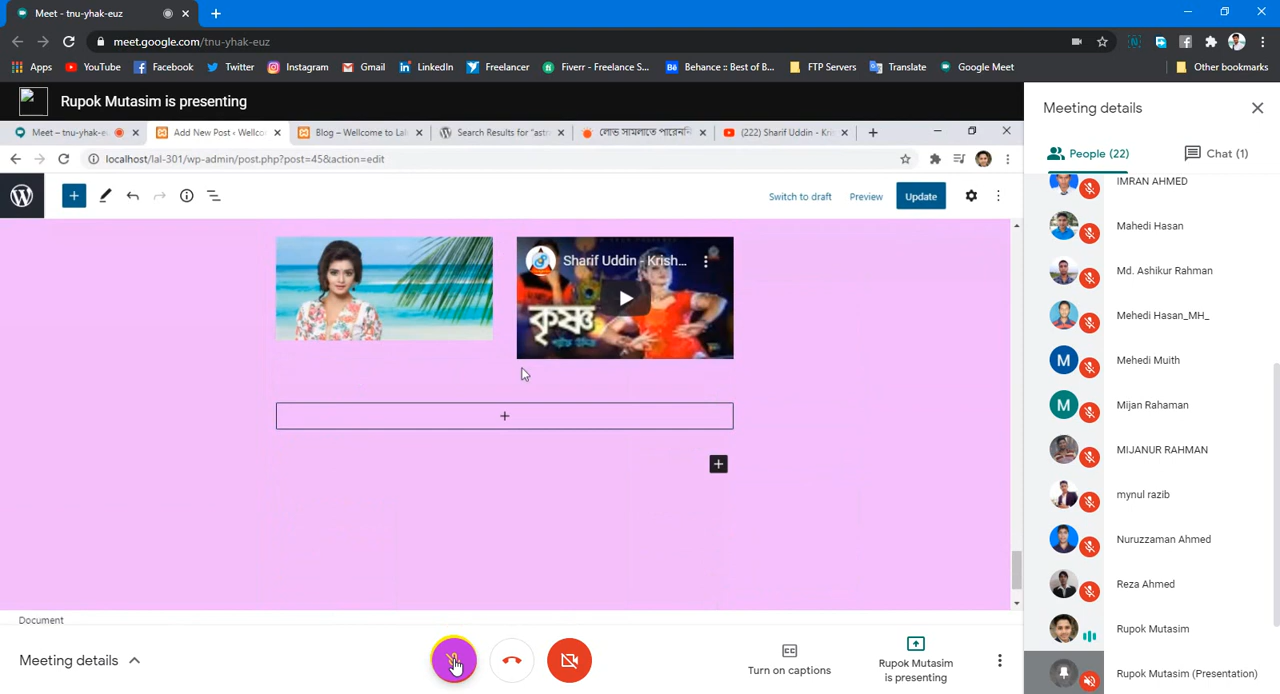 Meet - tnu-yhak-euz
meet.google.com/tnu-yhak-euz
Apps YouTube Facebook Twitter Instagram Gmail LinkedIn Freelancer Fiverr - Freelance S... Behance :: Best of B... FTP Servers Translate Google Meet Other bookmarks
Rupok Mutasim is presenting
Meeting details
People (22) Chat (1)
Meet – tnu-yhak-eu Add New Post ‹ Wellco Blog – Welcome to Lal Search Results for "astr লোভ সামলাতে পারেননি (222) Sharif Uddin - Kri
localhost/lal-301/wp-admin/post.php?post=45&action=edit
Switch to draft Preview Update
Sharif Uddin - Krish...
কৃষ্ণ
Document
IMRAN AHMED
Mahedi Hasan
Md. Ashikur Rahman
Mehedi Hasan_MH_
Mehedi Muith
Mijan Rahaman
MIJANUR RAHMAN
mynul razib
Nuruzzaman Ahmed
Reza Ahmed
Rupok Mutasim
Rupok Mutasim (Presentation)
M
M
Meeting details
Turn on captions
Rupok Mutasim
is presenting